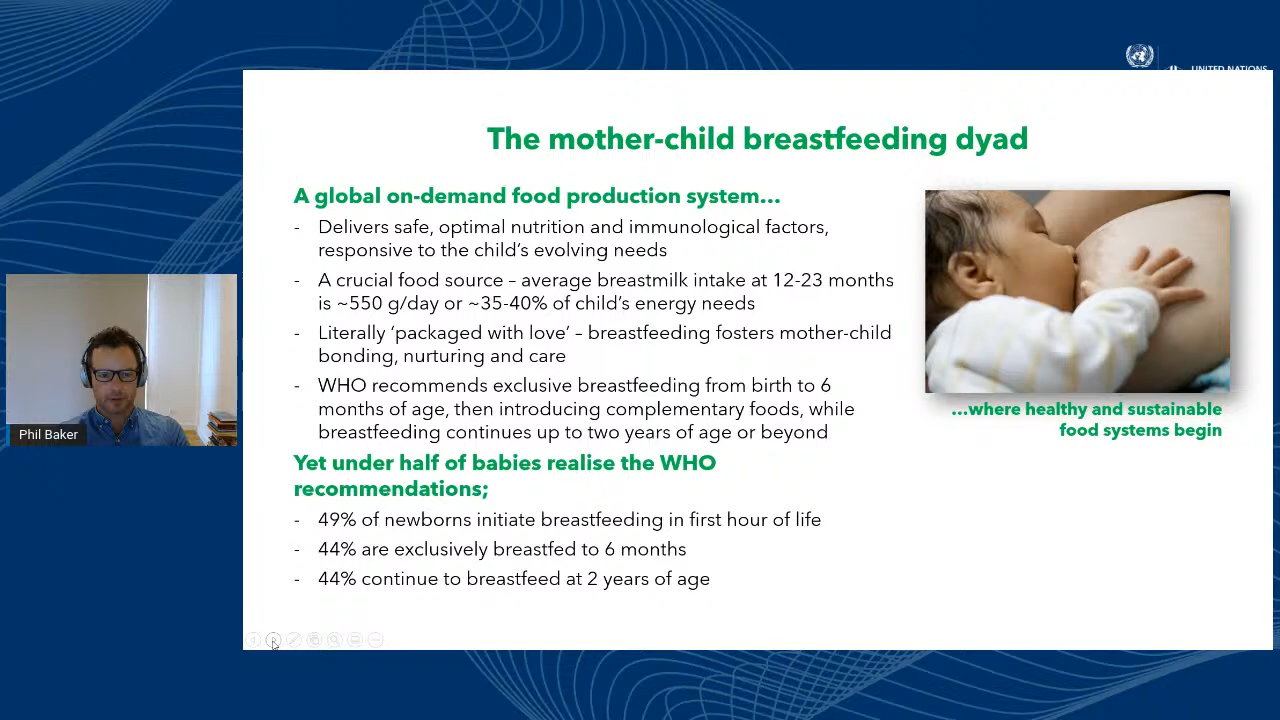 UNITED NATIONS
The mother-child breastfeeding dyad
A global on-demand food production system…
- Delivers safe, optimal nutrition and immunological factors,
responsive to the child’s evolving needs
- A crucial food source – average breastmilk intake at 12-23 months
is ~550 g/day or ~35-40% of child’s energy needs
- Literally ‘packaged with love’ – breastfeeding fosters mother-child
bonding, nurturing and care
- WHO recommends exclusive breastfeeding from birth to 6
months of age, then introducing complementary foods, while
breastfeeding continues up to two years of age or beyond
Yet under half of babies realise the WHO
recommendations;
- 49% of newborns initiate breastfeeding in first hour of life
- 44% are exclusively breastfed to 6 months
- 44% continue to breastfeed at 2 years of age
…where healthy and sustainable
food systems begin
Phil Baker